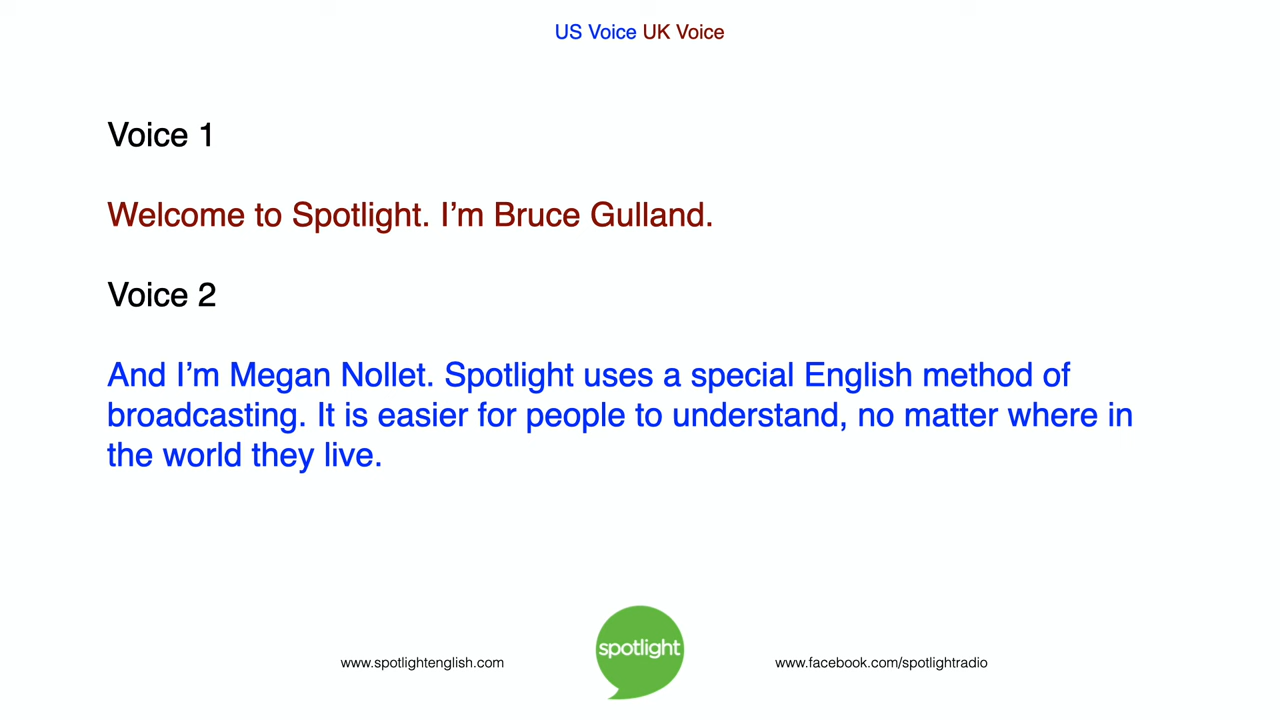 US Voice UK Voice
Voice 1
Welcome to Spotlight. I’m Bruce Gulland.
Voice 2
And I’m Megan Nollet. Spotlight uses a special English method of
broadcasting. It is easier for people to understand, no matter where in
the world they live.
www.spotlightenglish.com
spotlight
www.facebook.com/spotlightradio